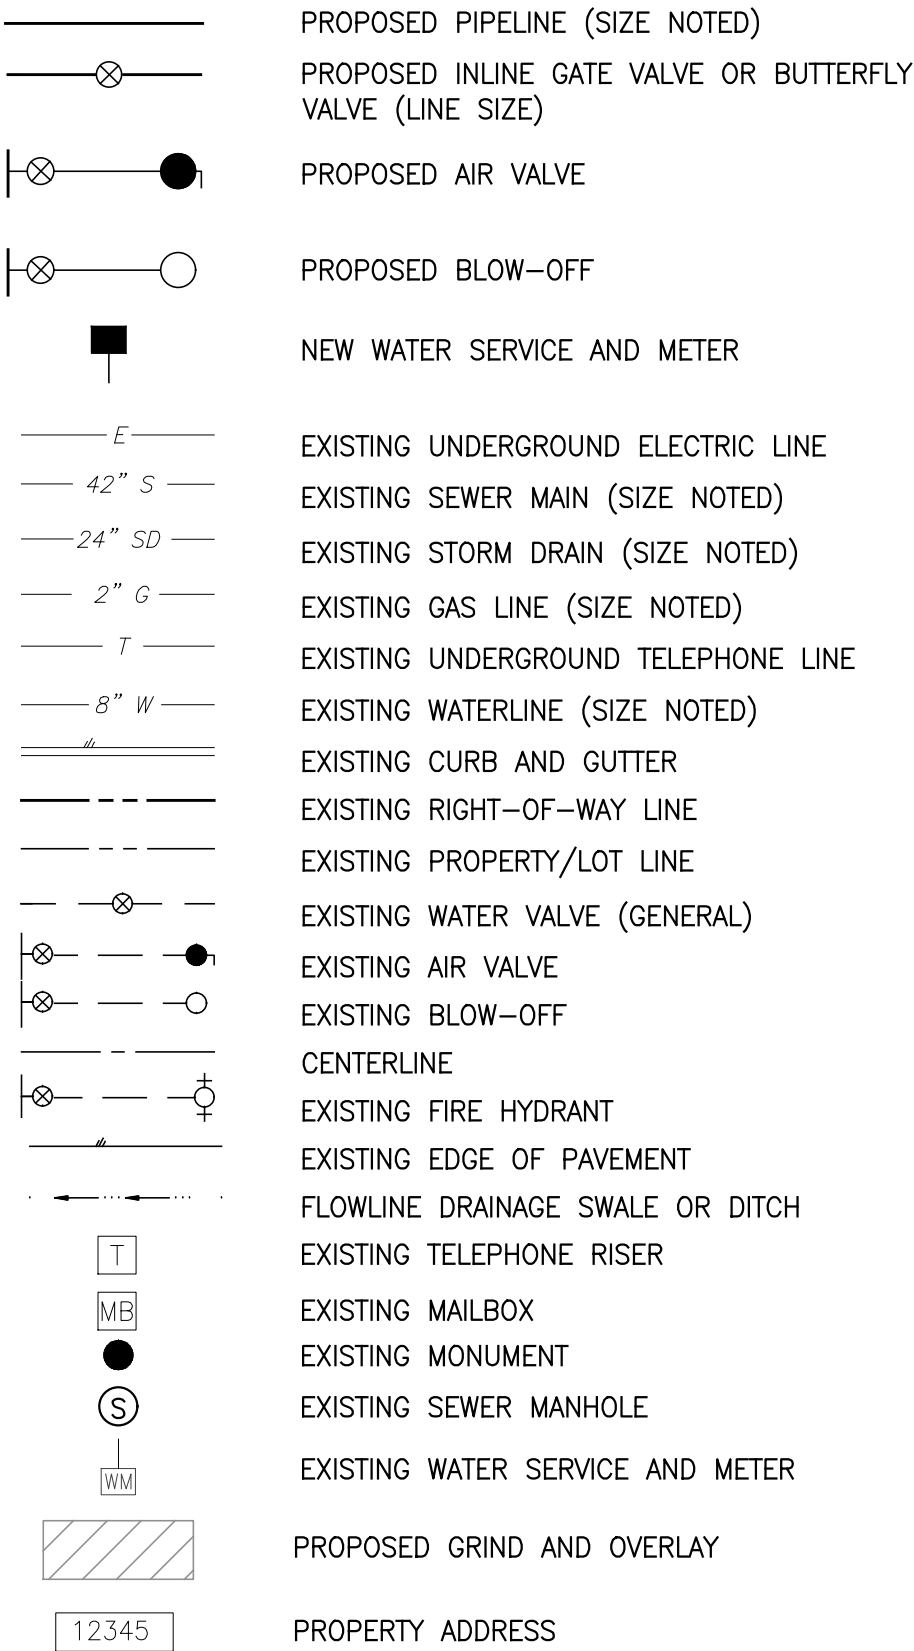 PROPOSED PIPELINE (SIZE NOTED)
PROPOSED INLINE GATE VALVE OR BUTTERFLY
VALVE (LINE SIZE)
PROPOSED AIR VALVE
PROPOSED BLOW-OFF
NEW WATER SERVICE AND METER
E EXISTING UNDERGROUND ELECTRIC LINE
42" S EXISTING SEWER MAIN (SIZE NOTED)
24" SD EXISTING STORM DRAIN (SIZE NOTED)
2" G EXISTING GAS LINE (SIZE NOTED)
T EXISTING UNDERGROUND TELEPHONE LINE
8" W EXISTING WATERLINE (SIZE NOTED)
EXISTING CURB AND GUTTER
EXISTING RIGHT-OF-WAY LINE
EXISTING PROPERTY/LOT LINE
EXISTING WATER VALVE (GENERAL)
EXISTING AIR VALVE
EXISTING BLOW-OFF
CENTERLINE
EXISTING FIRE HYDRANT
EXISTING EDGE OF PAVEMENT
FLOWLINE DRAINAGE SWALE OR DITCH
T EXISTING TELEPHONE RISER
MB EXISTING MAILBOX
EXISTING MONUMENT
S EXISTING SEWER MANHOLE
WM EXISTING WATER SERVICE AND METER
PROPOSED GRIND AND OVERLAY
12345 PROPERTY ADDRESS